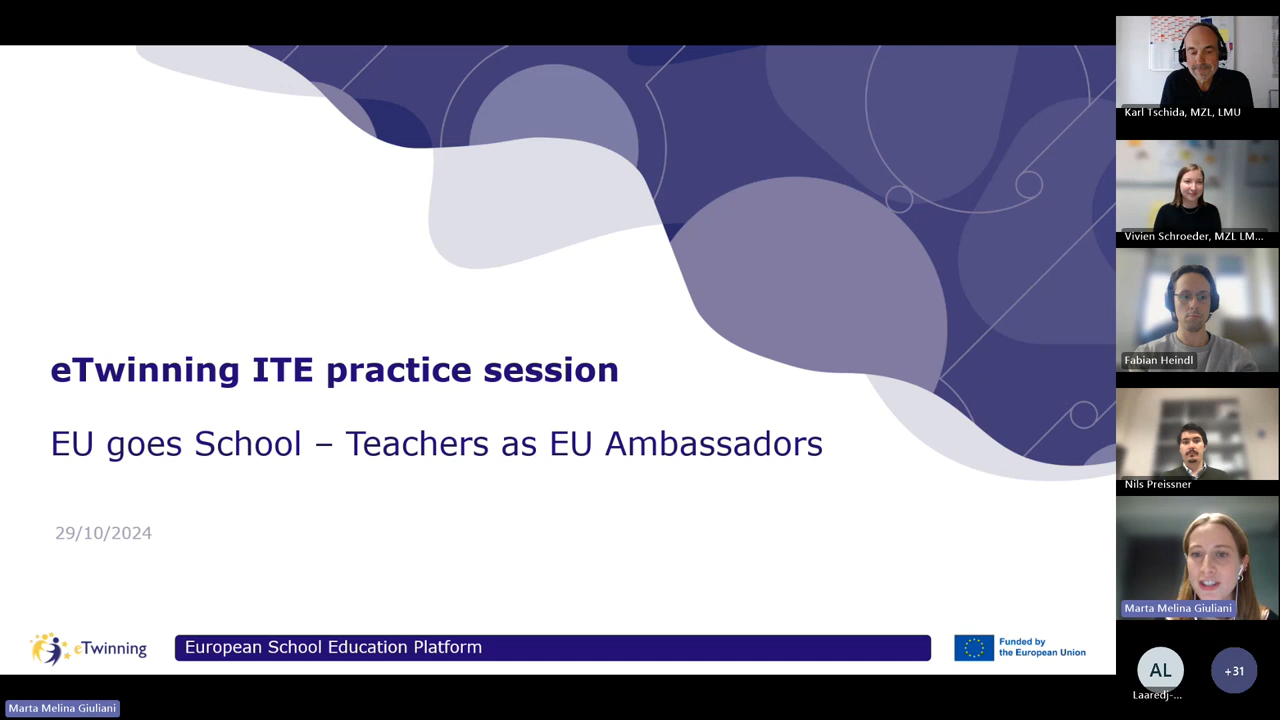 eTwinning ITE practice session
EU goes School – Teachers as EU Ambassadors
29/10/2024
eTwinning
European School Education Platform
Funded by
the European Union
Marta Melina Giuliani
Karl Tschida, MZL, LMU
Vivien Schroeder, MZL LM...
Fabian Heindl
Nils Preissner
Marta Melina Giuliani
AL
Laaredj-...
+31